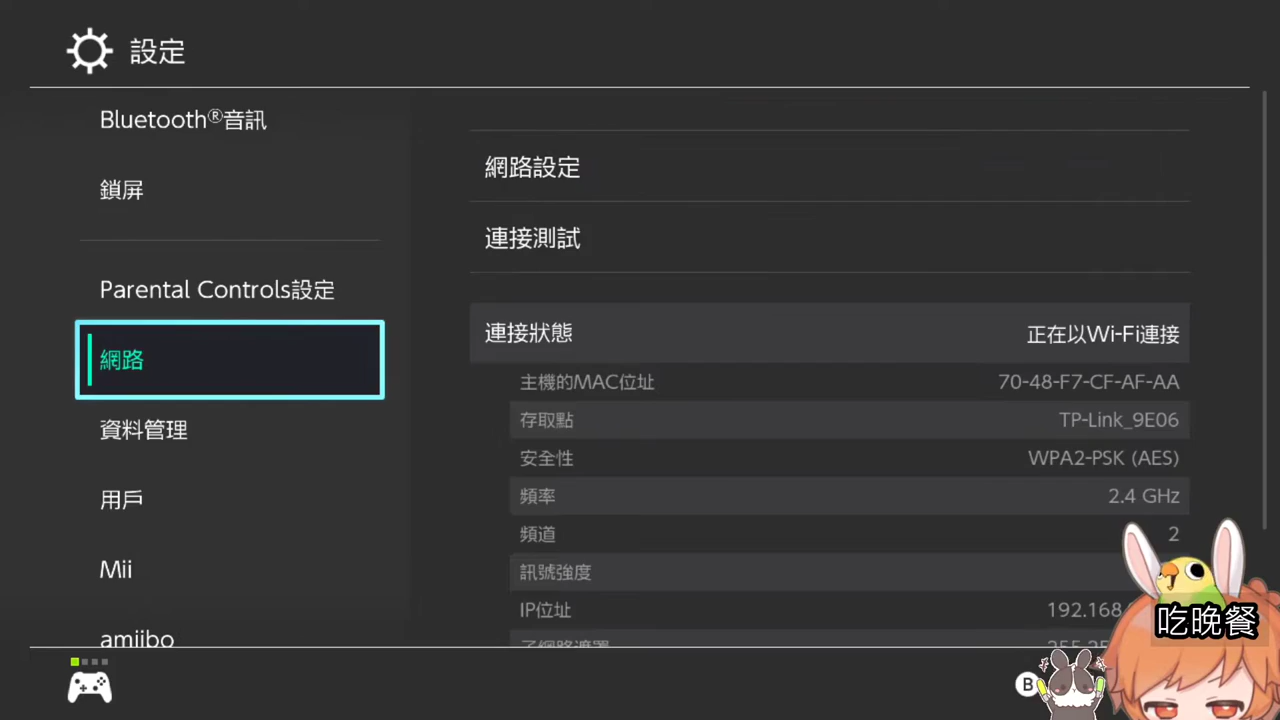 設定
Bluetooth®音訊
鎖屏
Parental Controls設定
網路
資料管理
用戶
Mii
amiibo
網路設定
連接測試
連接狀態 正在以Wi-Fi連接
主機的MAC位址 70-48-F7-CF-AF-AA
存取點 TP-Link_9E06
安全性 WPA2-PSK (AES)
頻率 2.4 GHz
頻道 2
訊號強度
IP位址 192.168
吃晚餐
B